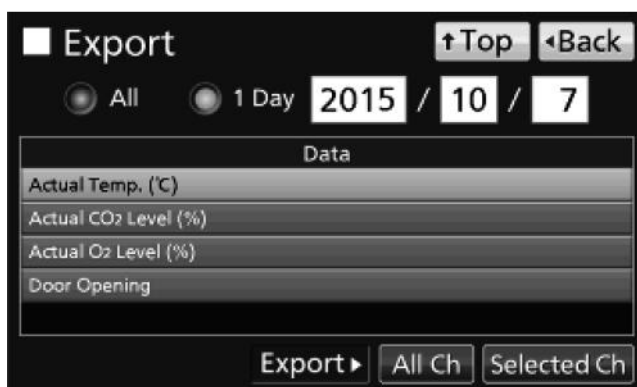 Export ↑Top ◂Back
All 1 Day 2015 / 10 / 7
Data
Actual Temp. (℃)
Actual CO₂ Level (%)
Actual O₂ Level (%)
Door Opening
Export▸ All Ch Selected Ch